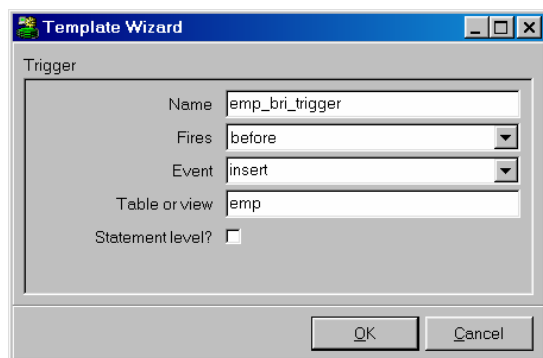 Template Wizard
Trigger
Name emp_bri_trigger
Fires before
Event insert
Table or view emp
Statement level?
OK Cancel